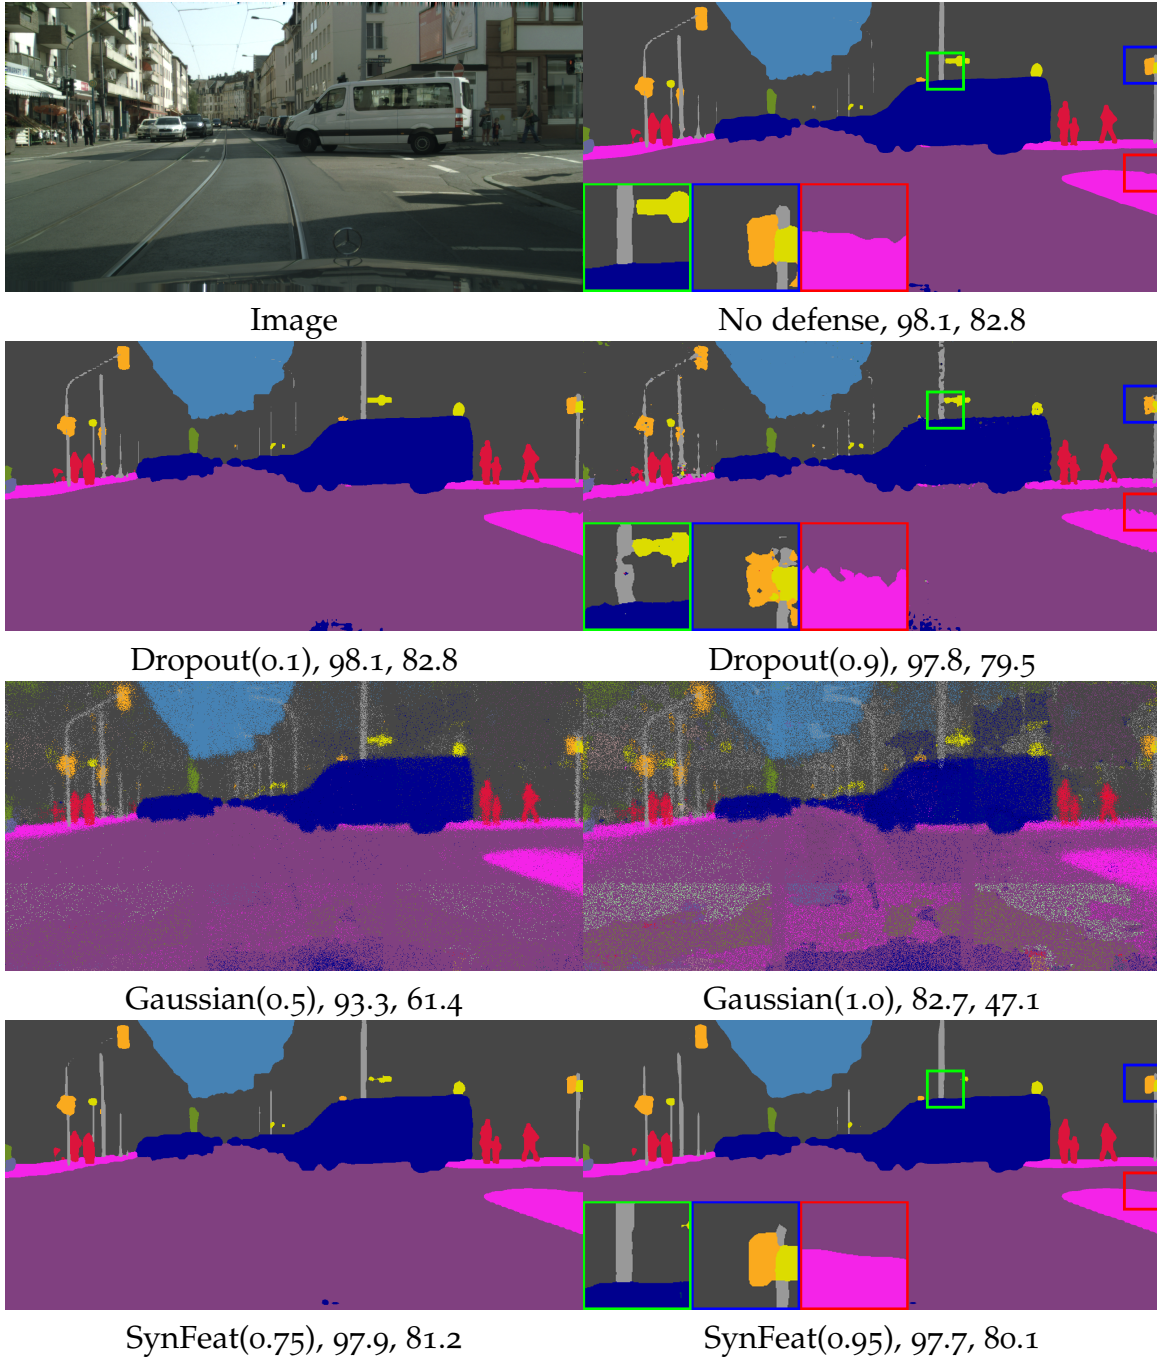 Image
No defense, 98.1, 82.8
Dropout(0.1), 98.1, 82.8
Dropout(0.9), 97.8, 79.5
Gaussian(0.5), 93.3, 61.4
Gaussian(1.0), 82.7, 47.1
SynFeat(0.75), 97.9, 81.2
SynFeat(0.95), 97.7, 80.1